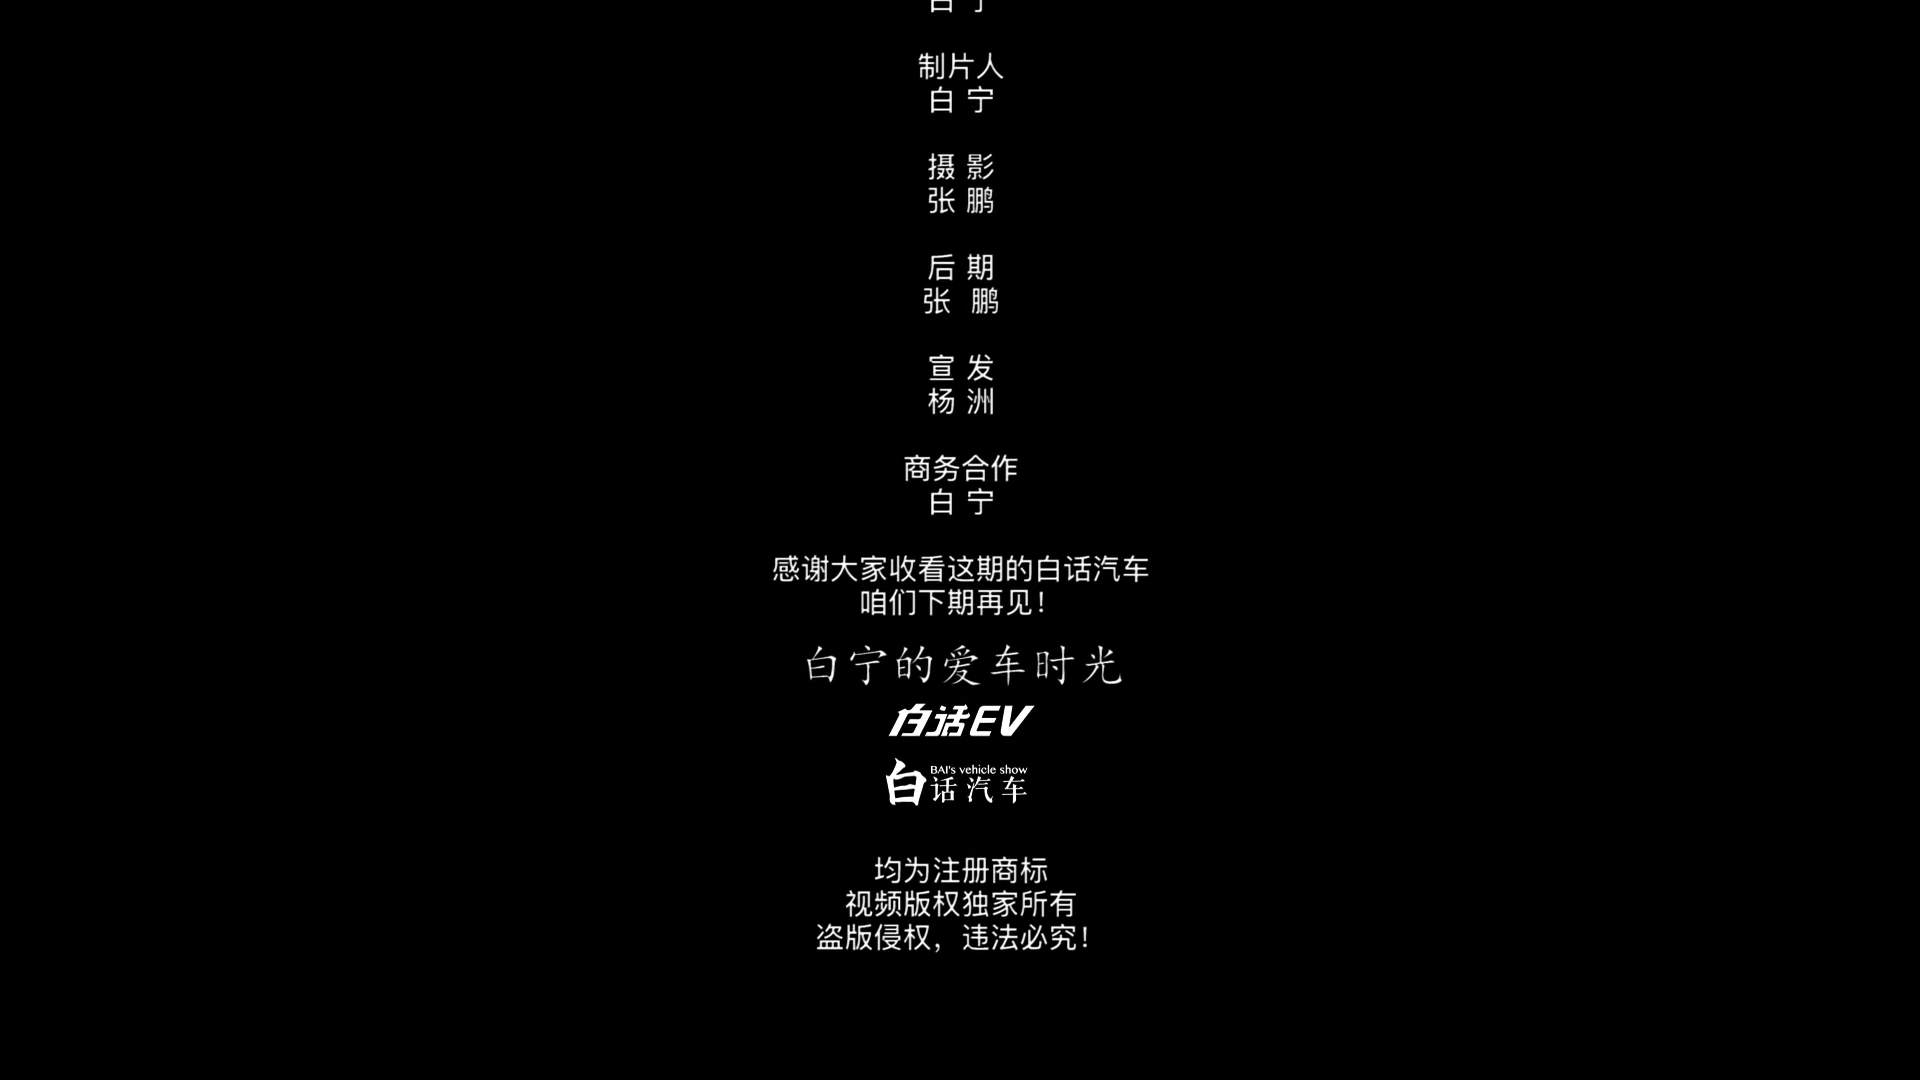 白 宁
制片人
白 宁
摄 影
张 鹏
后 期
张 鹏
宣 发
杨 洲
商务合作
白 宁
感谢大家收看这期的白话汽车
咱们下期再见！
白宁的爱车时光
白话EV
BAI's vehicle show
白话汽车
均为注册商标
视频版权独家所有
盗版侵权，违法必究！